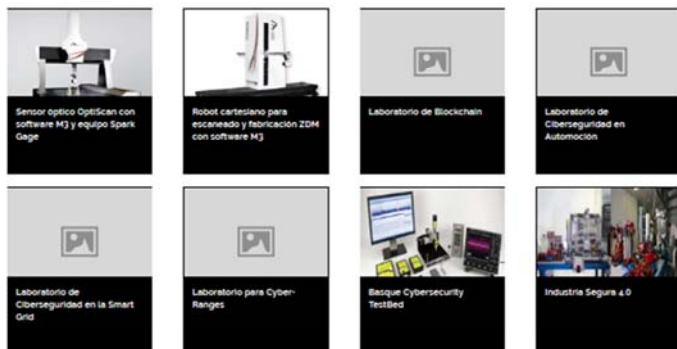 Sensor óptico OptiScan con
software M3 y equipo Spark
Gage
Robot cartesiano para
escaneado y fabricación ZDM
con software M3
Laboratorio de Blockchain
Laboratorio de
Ciberseguridad en
Automoción
Laboratorio de
Ciberseguridad en la Smart
Grid
Laboratorio para Cyber-
Ranges
Basque Cybersecurity
TestBed
Industria Segura 4.0